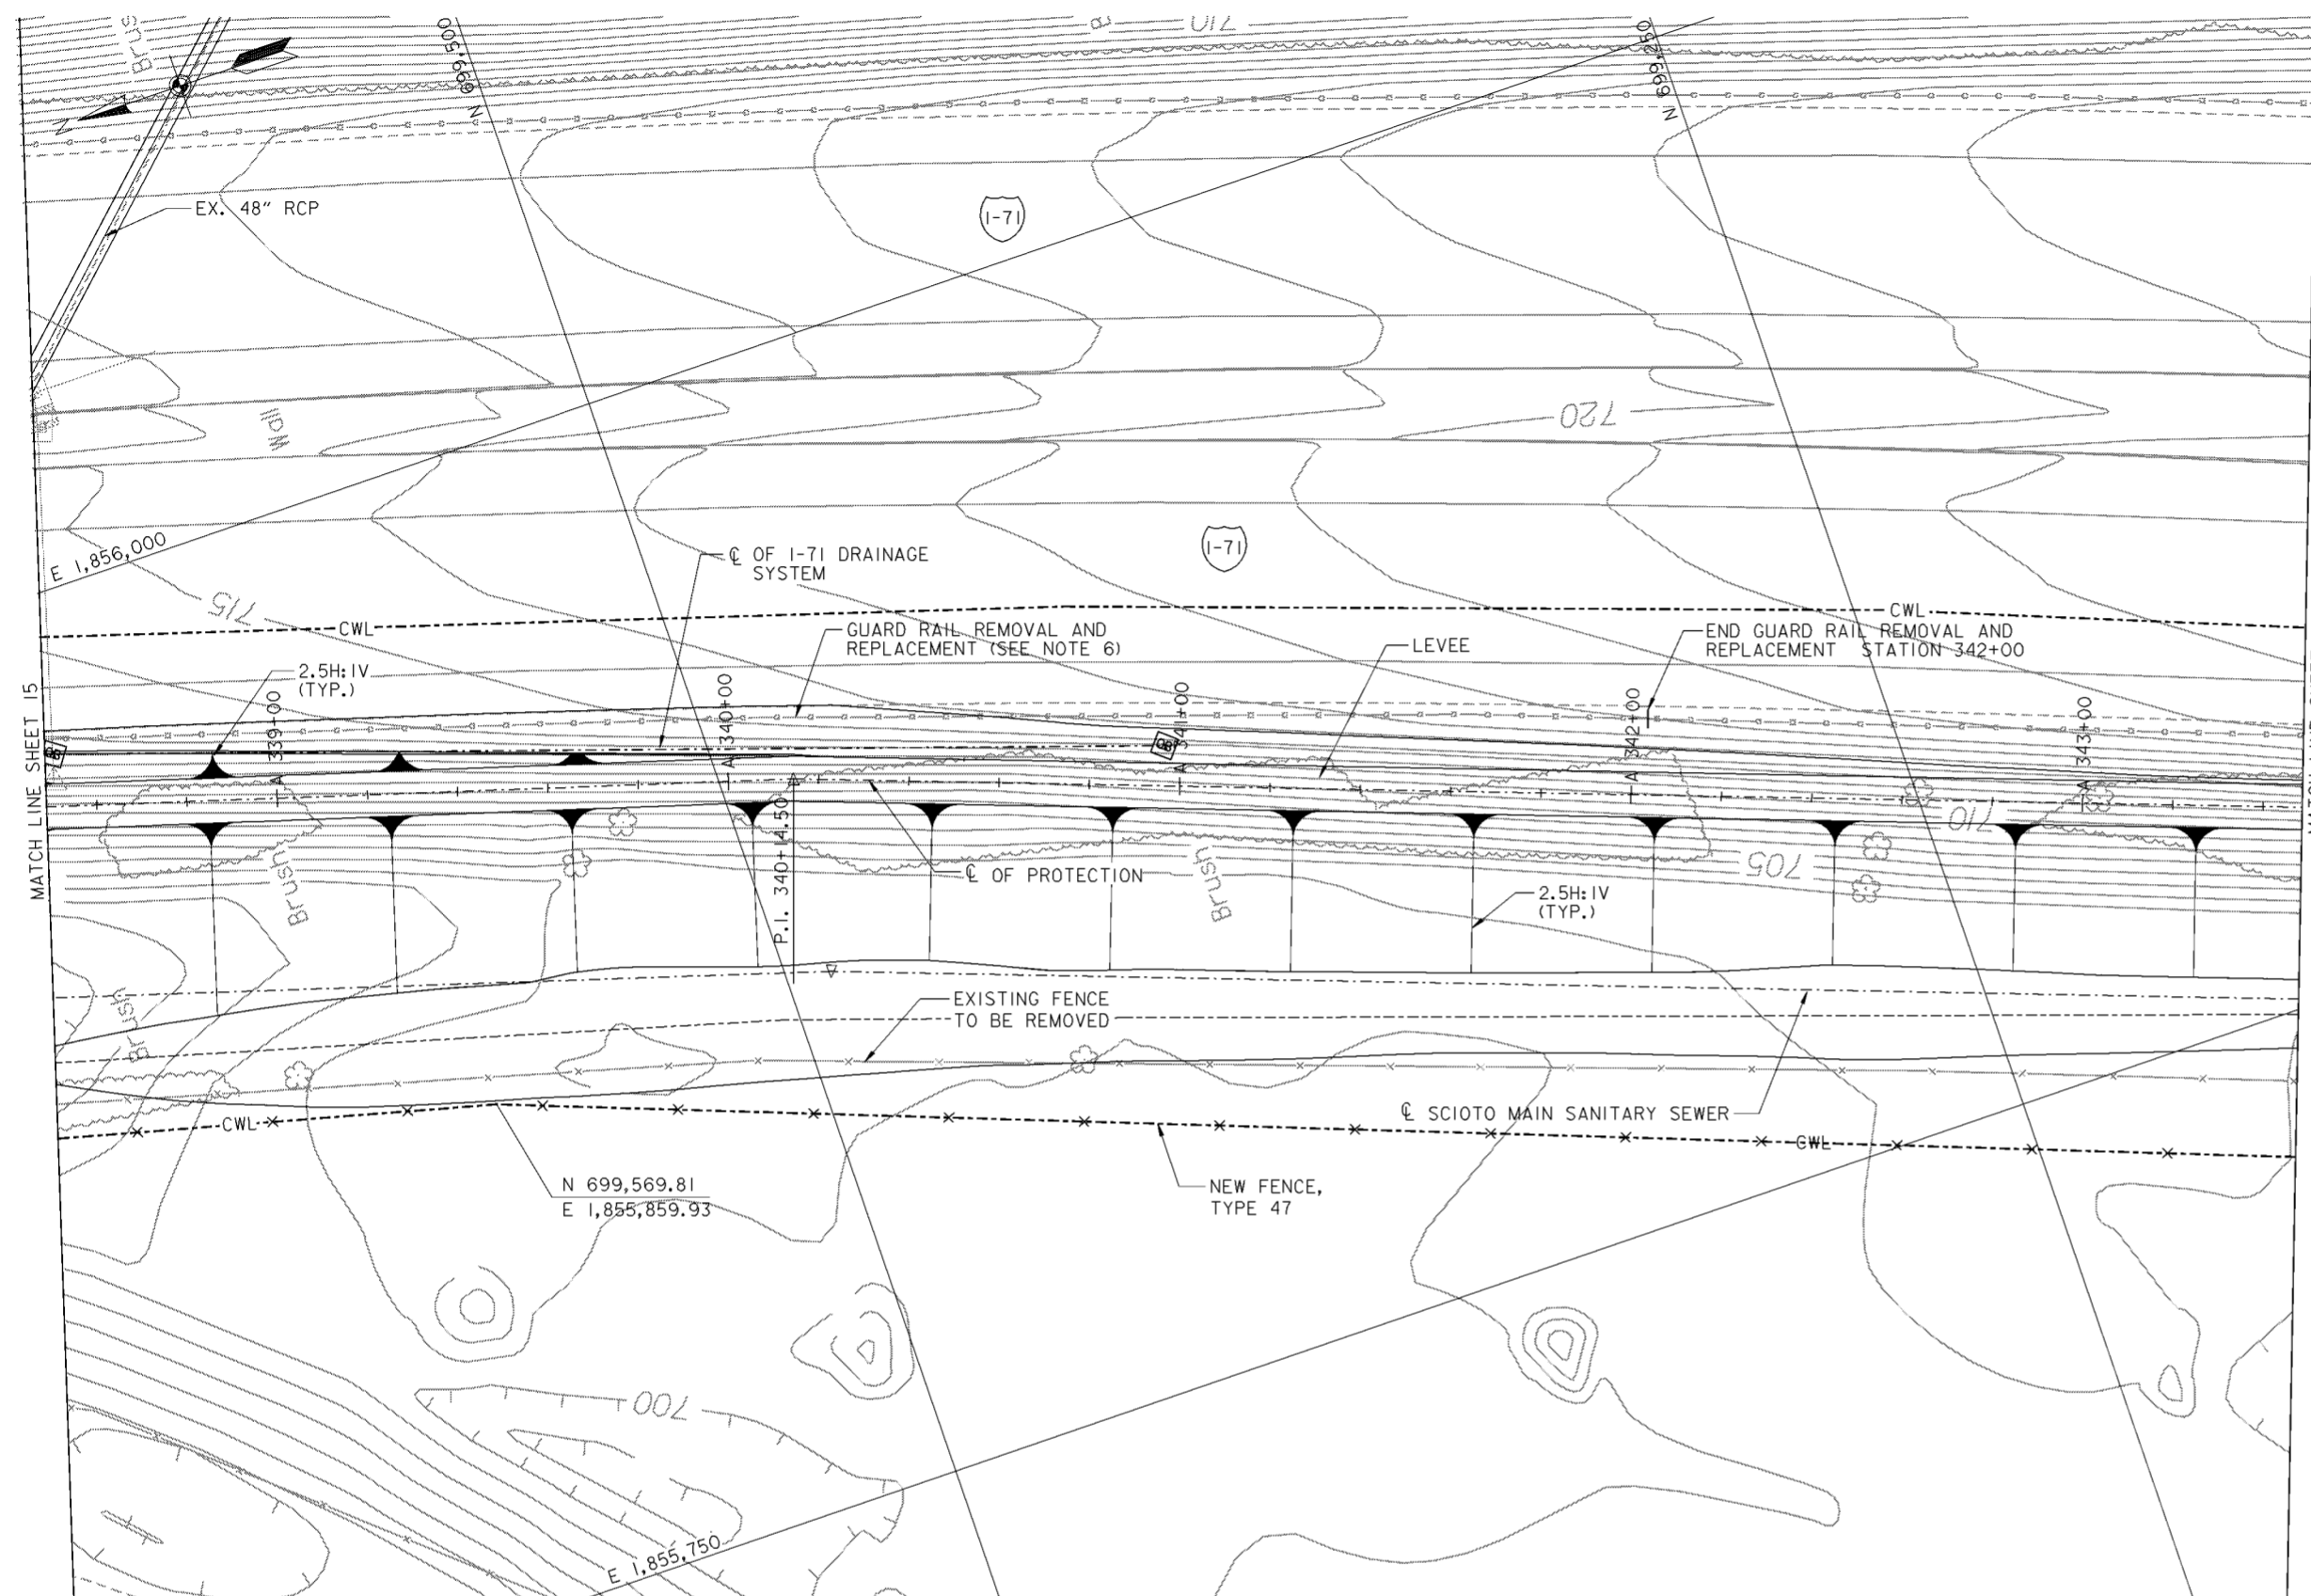 710
N 699,500
N 699,250
N
EX. 48" RCP
I-71
Wall
720
I-71
E 1,856,000
715
℄ OF I-71 DRAINAGE
SYSTEM
CWL
CWL
GUARD RAIL REMOVAL AND
REPLACEMENT (SEE NOTE 6)
LEVEE
END GUARD RAIL REMOVAL AND
REPLACEMENT STATION 342+00
2.5H:1V
(TYP.)
MATCH LINE SHEET 15
A 339+00
A 340+00
A 341+00
A 342+00
A 343+00
CB
710
705
P.I. 340+14.50
℄ OF PROTECTION
Brush
Brush
2.5H:1V
(TYP.)
Brush
EXISTING FENCE
TO BE REMOVED
℄ SCIOTO MAIN SANITARY SEWER
CWL
CWL
N 699,569.81
E 1,855,859.93
NEW FENCE,
TYPE 47
700
E 1,855,750